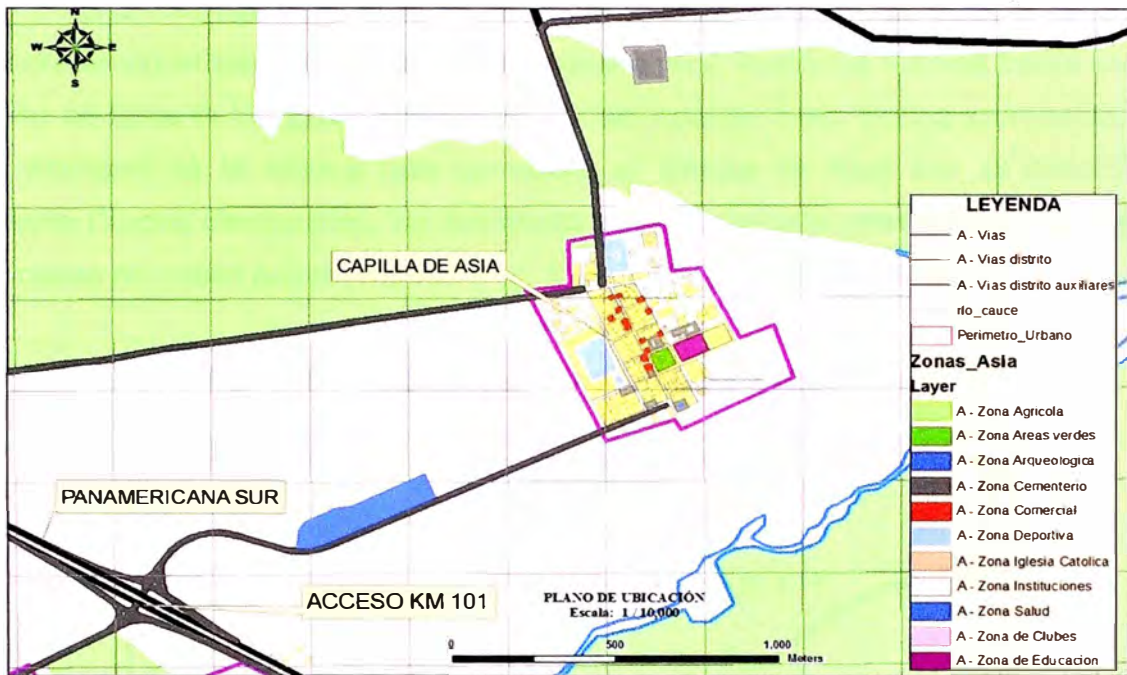 N
W
E
S
CAPILLA DE ASIA
PANAMERICANA SUR
ACCESO KM 101
PLANO DE UBICACIÓN
Escala: 1 / 10,000
0 500 1,000
Meters
LEYENDA
A - Vias
A - Vias distrito
A - Vias distrito auxiliares
rio_cauce
Perimetro_Urbano
Zonas_Asia
Layer
A - Zona Agricola
A - Zona Areas verdes
A - Zona Arqueologica
A - Zona Cementerio
A - Zona Comercial
A - Zona Deportiva
A - Zona Iglesia Catolica
A - Zona Instituciones
A - Zona Salud
A - Zona de Clubes
A - Zona de Educacion